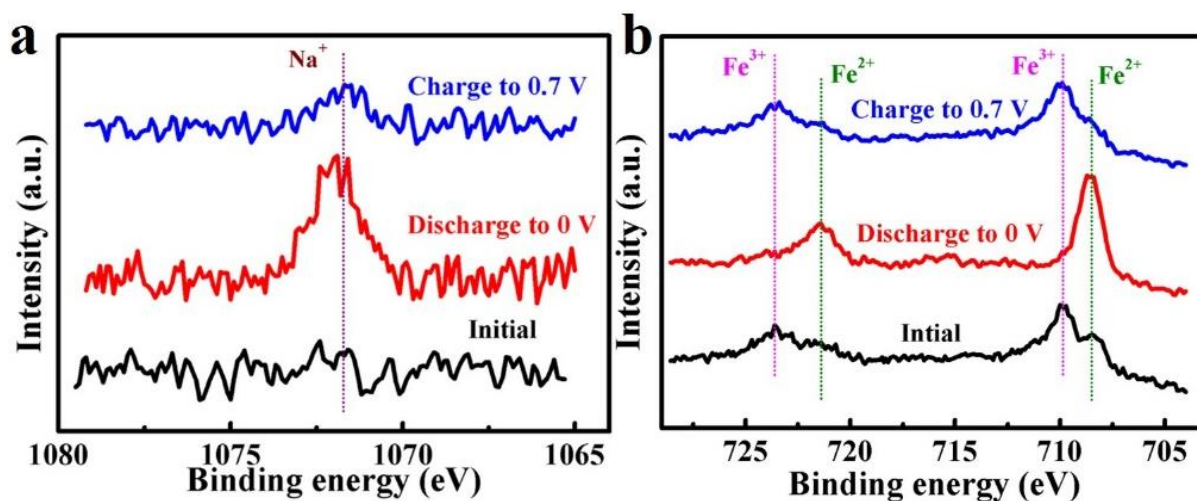 a
Na+
Charge to 0.7 V
Discharge to 0 V
Initial
Intensity (a.u.)
1080 1075 1070 1065
Binding energy (eV)
b
Fe3+ Fe2+ Fe3+ Fe2+
Charge to 0.7 V
Discharge to 0 V
Intial
Intensity (a.u.)
725 720 715 710 705
Binding energy (eV)